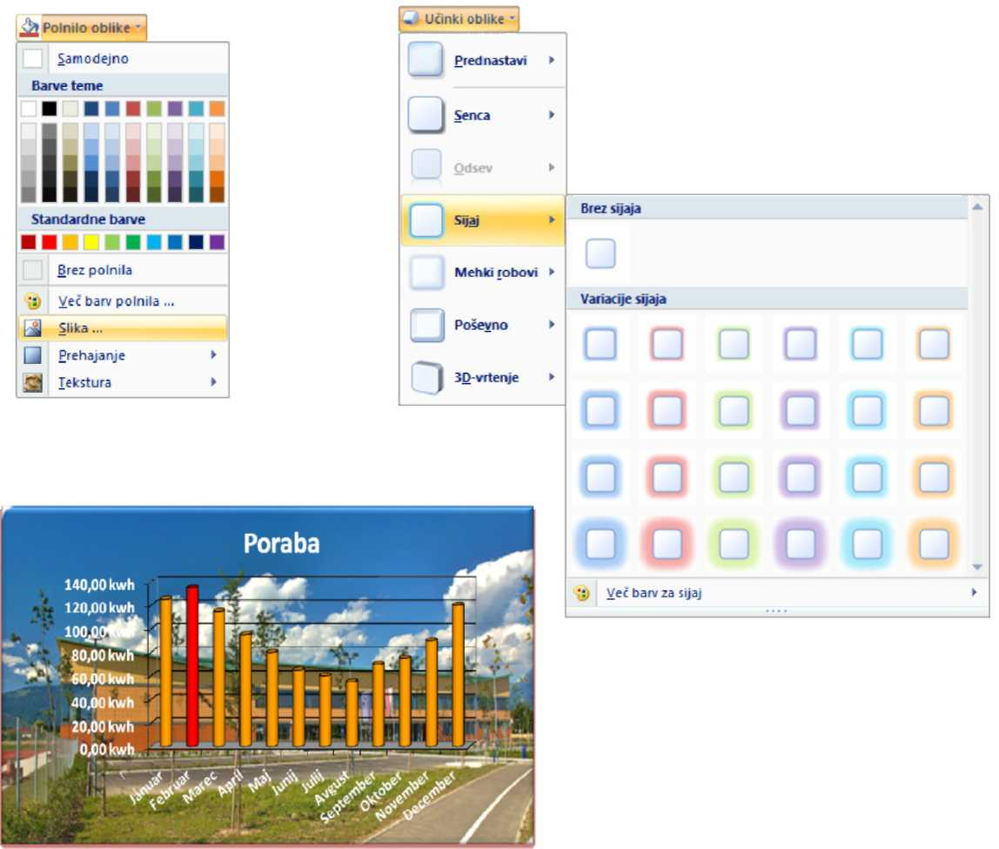 Polnilo oblike
Samodejno
Barve teme
Standardne barve
Brez polnila
Več barv polnila ...
Slika ...
Prehajanje
Tekstura
Učinki oblike
Prednastavi
Senca
Odsev
Sijaj
Mehki robovi
Poševno
3D-vrtenje
Brez sijaja
Variacije sijaja
Več barv za sijaj
Poraba
140,00 kwh
120,00 kwh
100,00 kwh
80,00 kwh
60,00 kwh
40,00 kwh
20,00 kwh
0,00 kwh
Januar
Februar
Marec
April
Maj
Junij
Julij
Avgust
September
Oktober
November
December